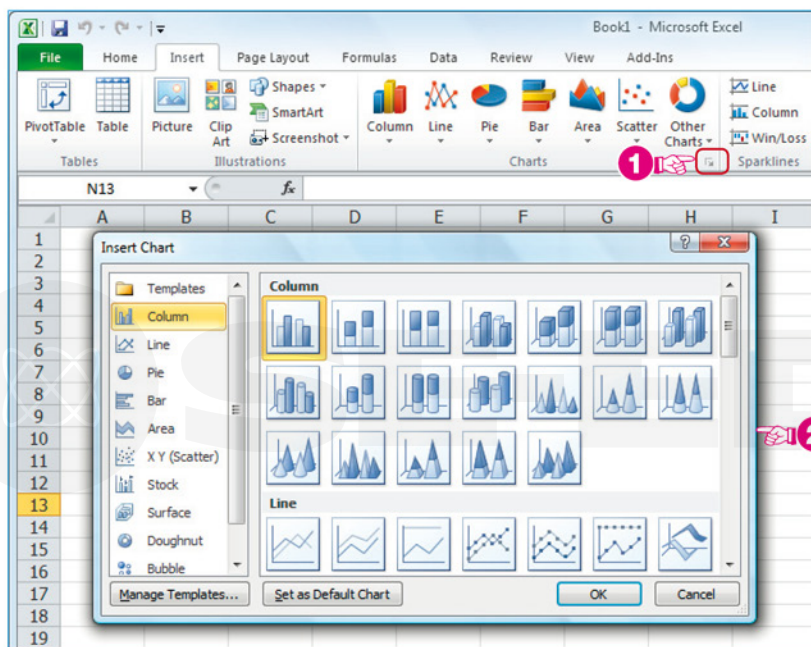 Book1 - Microsoft Excel
File Home Insert Page Layout Formulas Data Review View Add-Ins
PivotTable Table Picture Clip Art Shapes SmartArt Screenshot Column Line Pie Bar Area Scatter Other Charts Line Column Win/Loss
Tables Illustrations Charts 1 Sparklines
N13 fx
A B C D E F G H I
1
2
3
4
5
6
7
8
9
10
11
12
13
14
15
16
17
18
19
Insert Chart
Templates
Column
Line
Pie
Bar
Area
X Y (Scatter)
Stock
Surface
Doughnut
Bubble
Column
Line
Manage Templates... Set as Default Chart OK Cancel